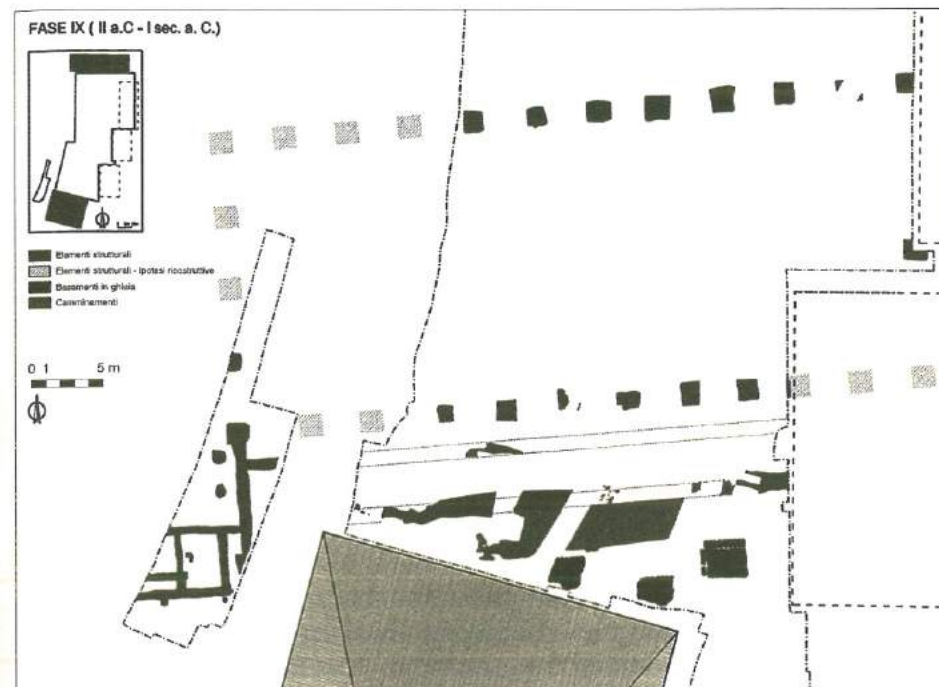 FASE IX ( II a.C - I sec. a. C.)
Elementi strutturali
Elementi strutturali - ipotesi ricostruttive
Basamenti in ghiaia
Camminamenti
0 1 5 m